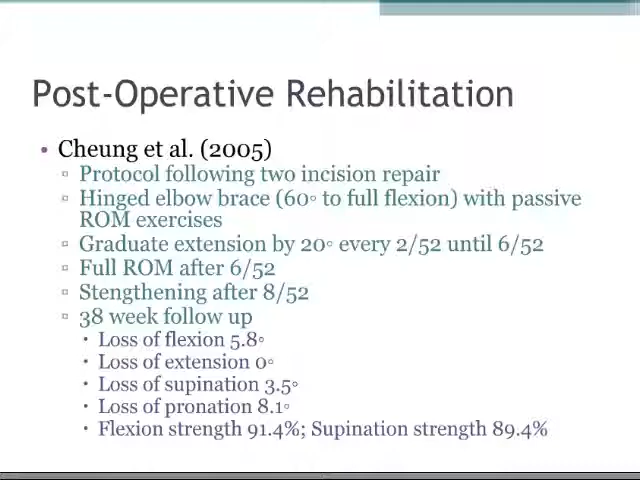 Post-Operative Rehabilitation
• Cheung et al. (2005)
▫ Protocol following two incision repair
▫ Hinged elbow brace (60◦ to full flexion) with passive
ROM exercises
▫ Graduate extension by 20◦ every 2/52 until 6/52
▫ Full ROM after 6/52
▫ Stengthening after 8/52
▫ 38 week follow up
• Loss of flexion 5.8◦
• Loss of extension 0◦
• Loss of supination 3.5◦
• Loss of pronation 8.1◦
• Flexion strength 91.4%; Supination strength 89.4%